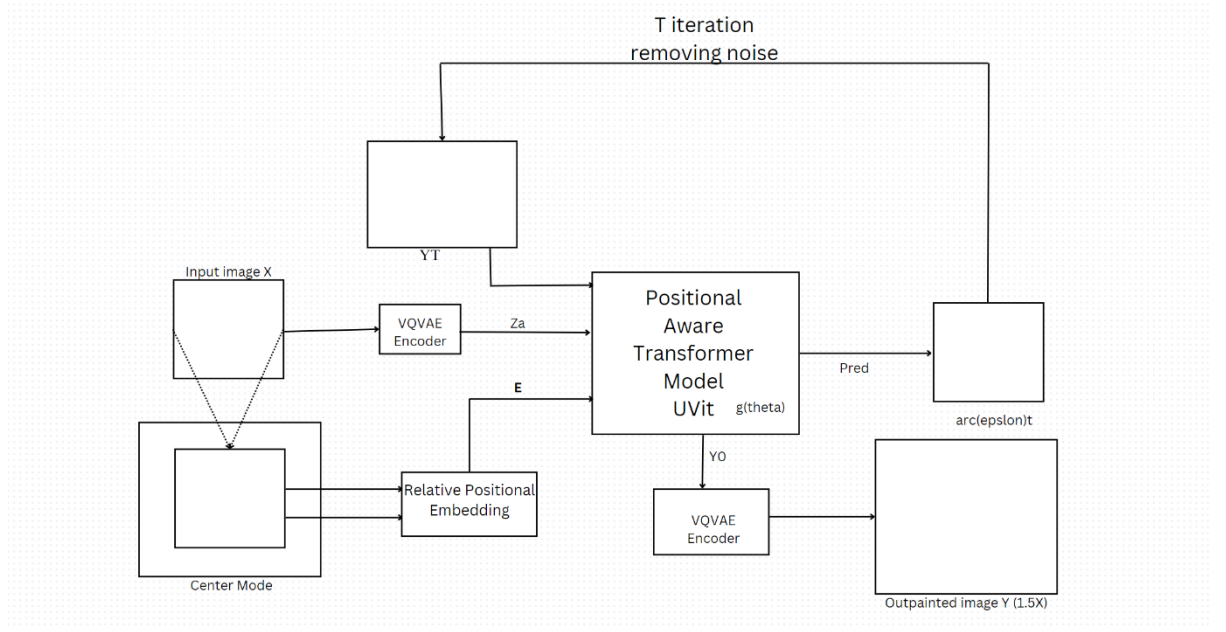 T iteration
removing noise
YT
Input image X
VQVAE
Encoder
Za
E
Positional
Aware
Transformer
Model
UVit g(theta)
Pred
arc(epslon)t
Relative Positional
Embedding
Y0
VQVAE
Encoder
Center Mode
Outpainted image Y (1.5X)